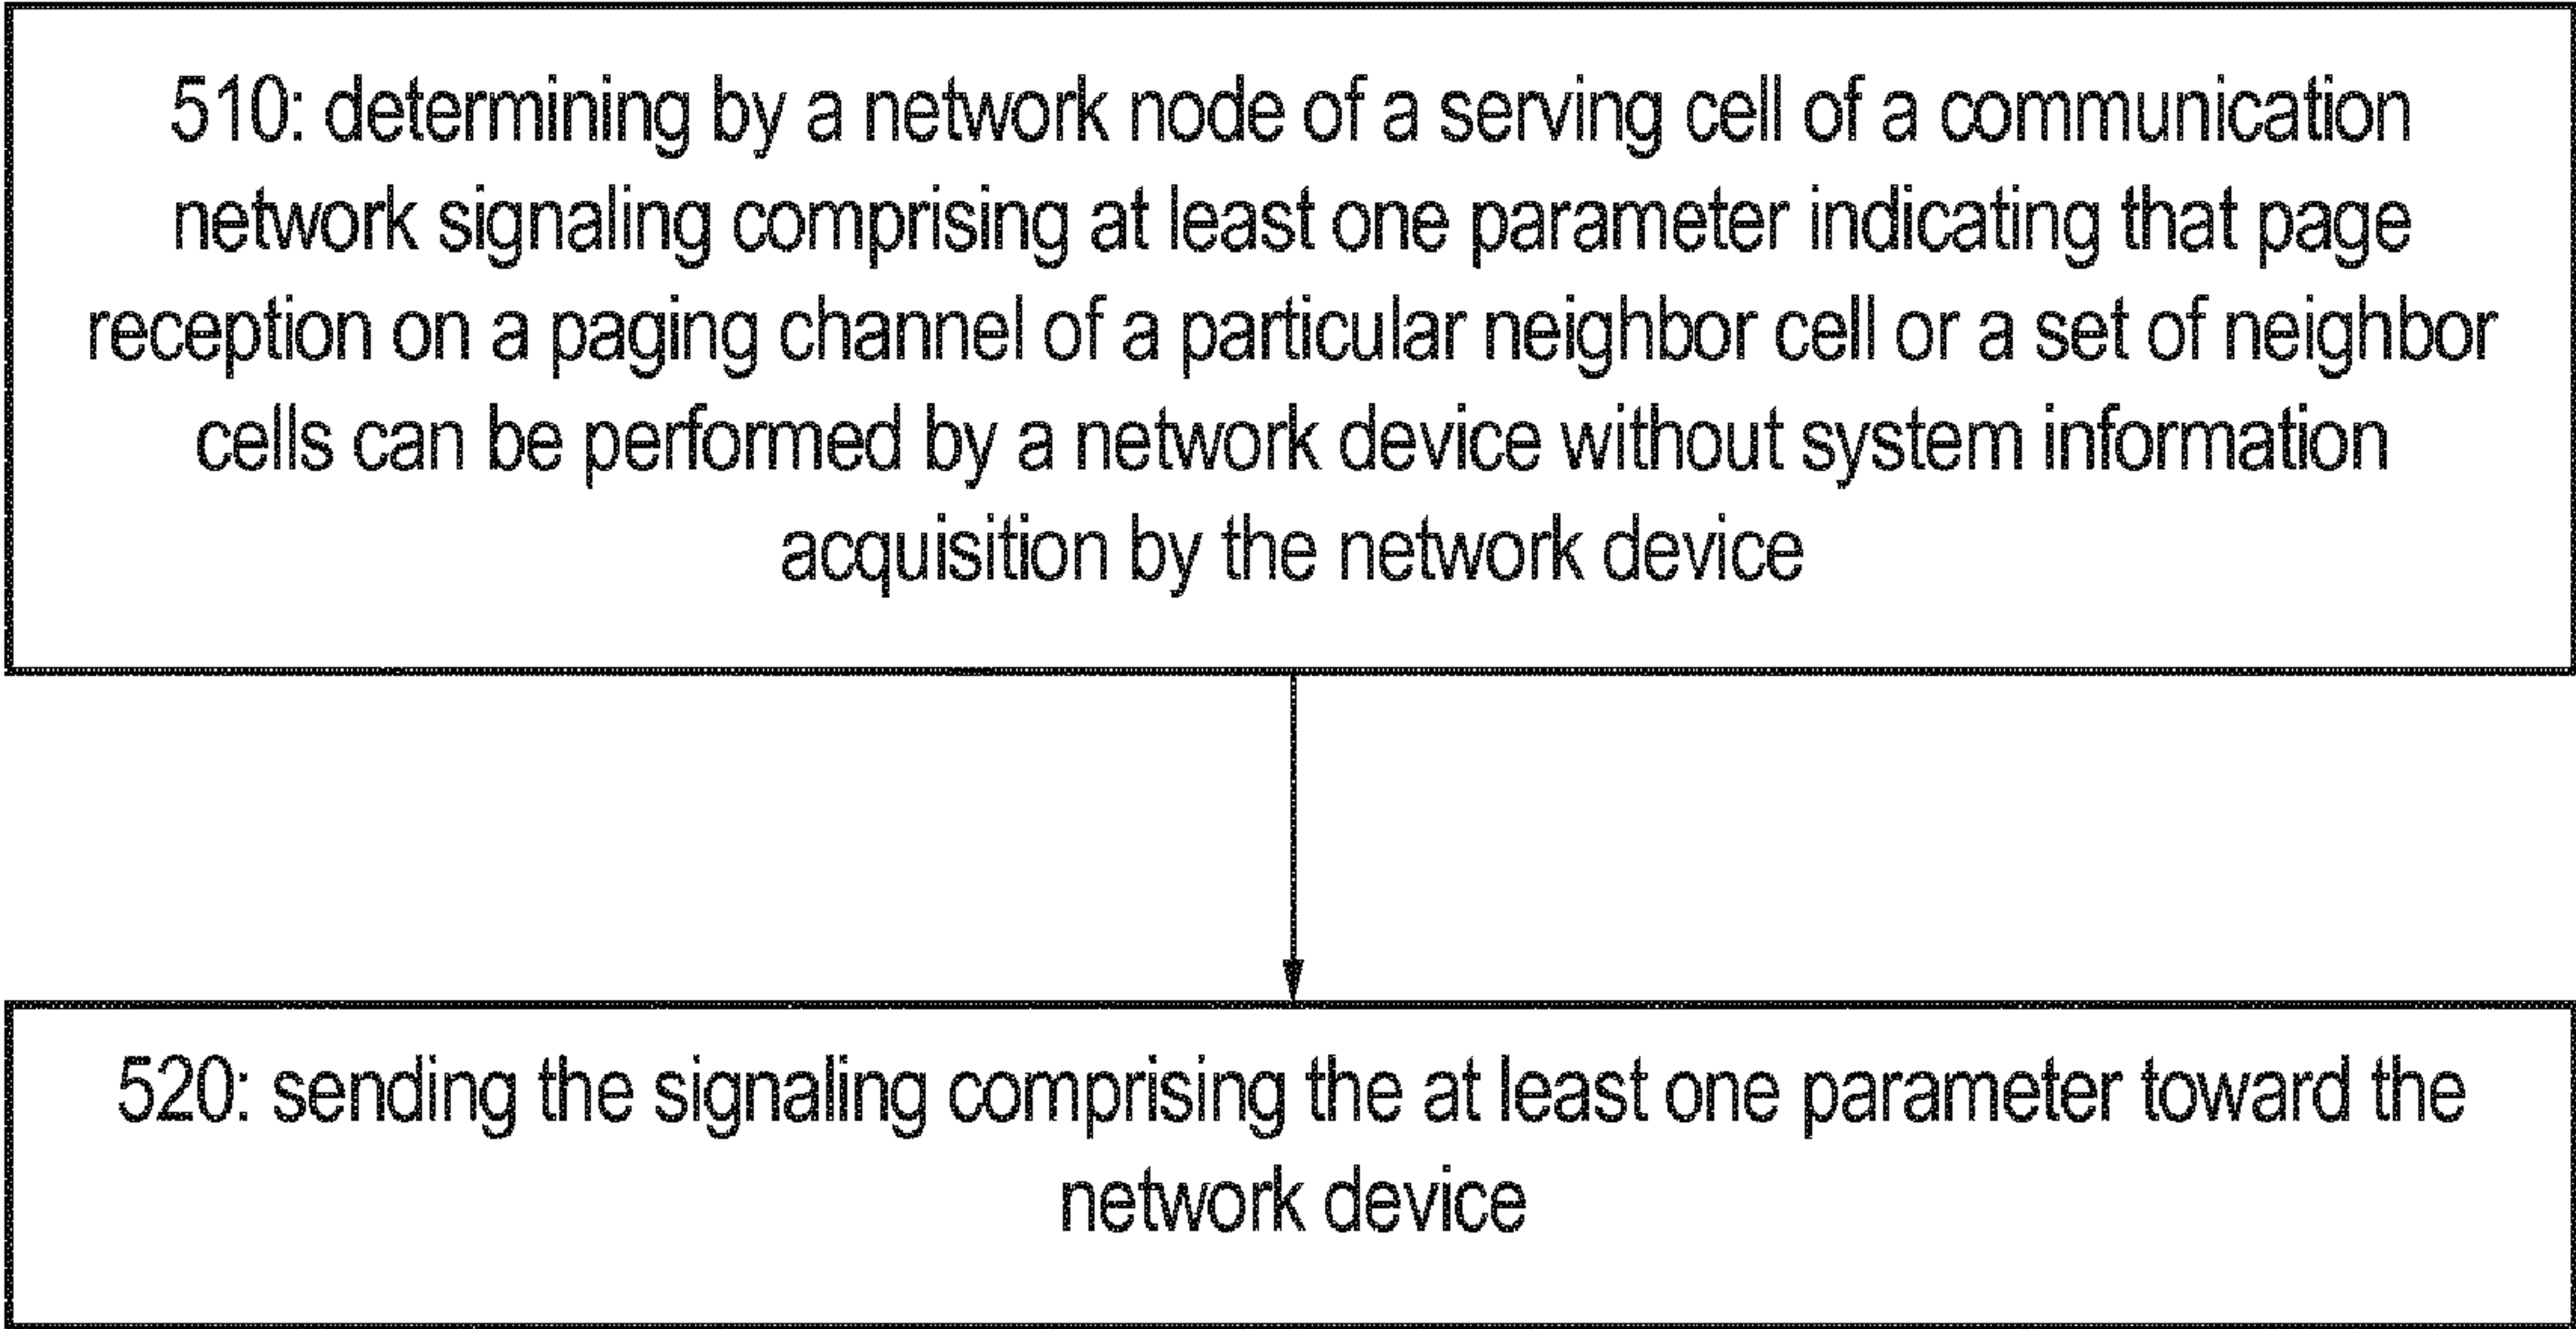 510: determining by a network node of a serving cell of a communication
network signaling comprising at least one parameter indicating that page
reception on a paging channel of a particular neighbor cell or a set of neighbor
cells can be performed by a network device without system information
acquisition by the network device
520: sending the signaling comprising the at least one parameter toward the
network device